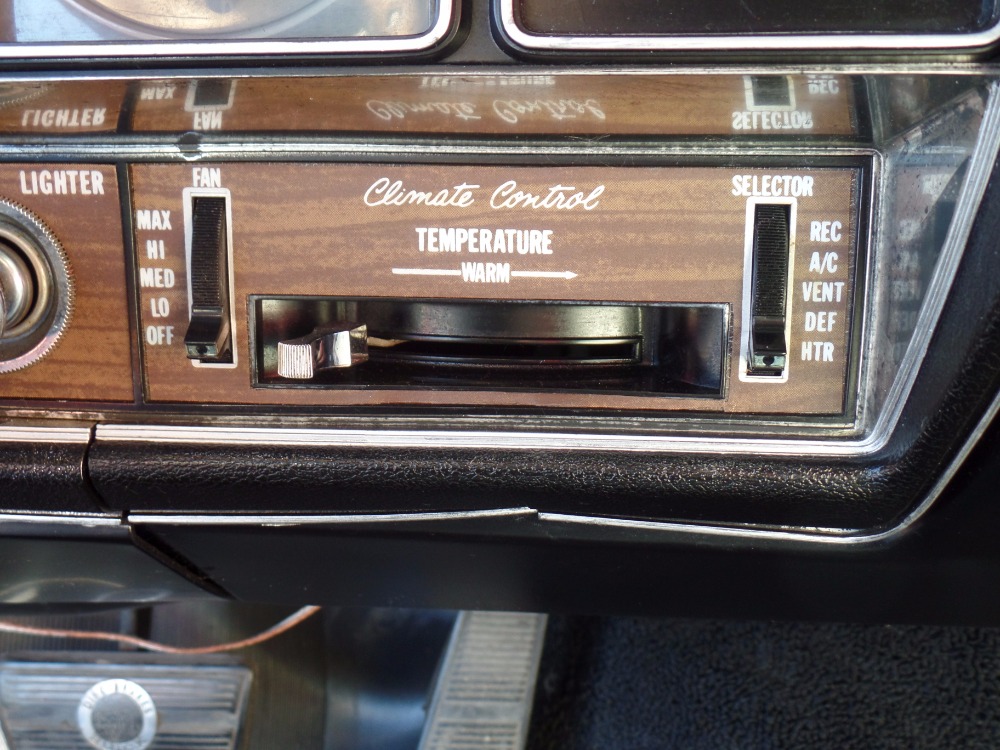 LIGHTER
FAN
MAX
HI
MED
LO
OFF
Climate Control
TEMPERATURE
WARM
SELECTOR
REC
A/C
VENT
DEF
HTR